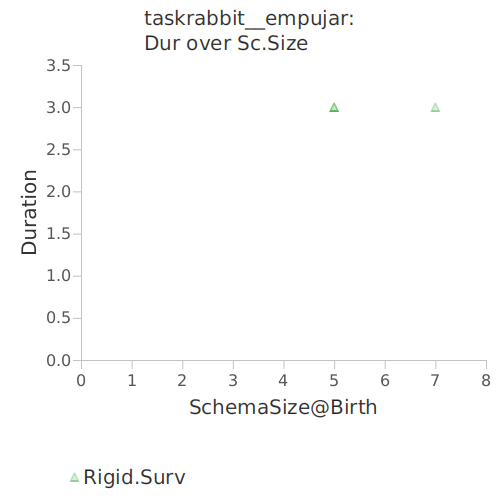 taskrabbit__empujar:
Dur over Sc.Size
3.5
3.0
2.5
2.0
1.5
1.0
0.5
0.0
Duration
0 1 2 3 4 5 6 7 8
SchemaSize@Birth
Rigid.Surv